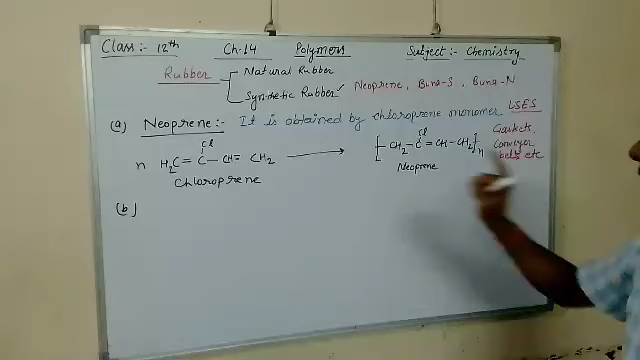 Class:- 12th Ch-14 Polymers Subject:- Chemistry
Rubber
Natural Rubber
Synthetic Rubber✓ Neoprene, Buna-S, Buna-N
(a) Neoprene:- It is obtained by chloroprene monomer USES
n H2C = C - CH = CH2 → [ CH2 - C = CH - CH2 ]n
Cl Cl
Chloroprene Neoprene
Gaskets,
Conveyor
belts etc
(b)